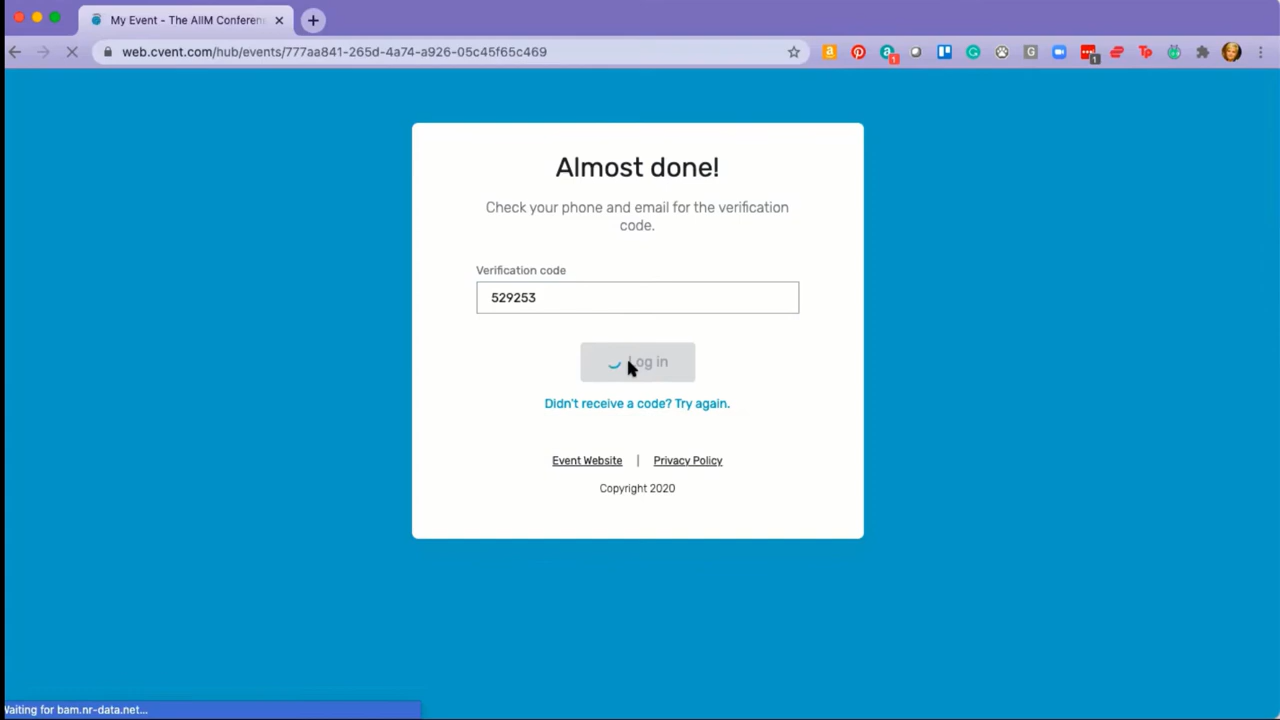 My Event - The AIIM Conferen
web.cvent.com/hub/events/777aa841-265d-4a74-a926-05c45f65c469
Almost done!
Check your phone and email for the verification
code.
Verification code
529253
Log in
Didn't receive a code? Try again.
Event Website | Privacy Policy
Copyright 2020
Waiting for bam.nr-data.net...